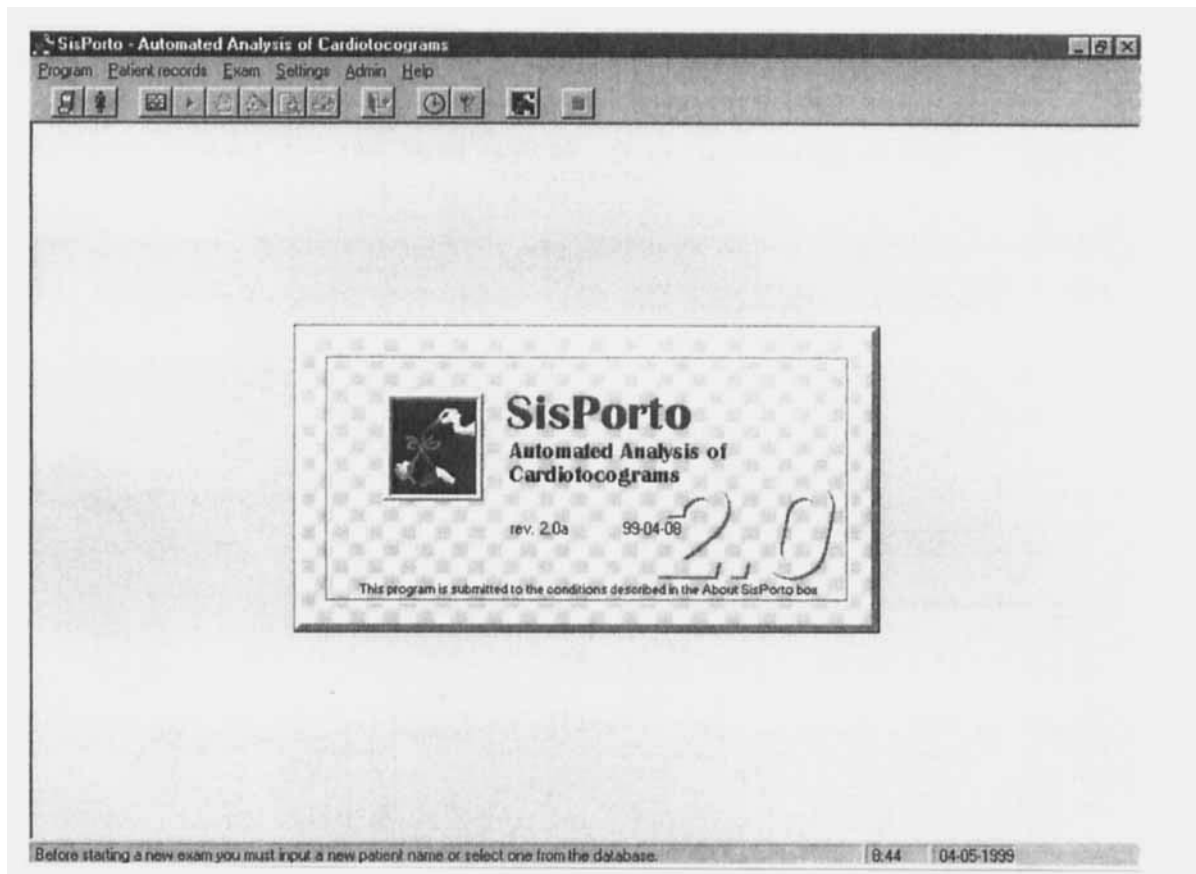 SisPorto - Automated Analysis of Cardiotocograms
Program Patient records Exam Settings Admin Help
SisPorto
Automated Analysis of
Cardiotocograms
2.0
rev. 2.0a 99-04-08
This program is submitted to the conditions described in the About SisPorto box
Before starting a new exam you must input a new patient name or select one from the database. 8:44 04-05-1999